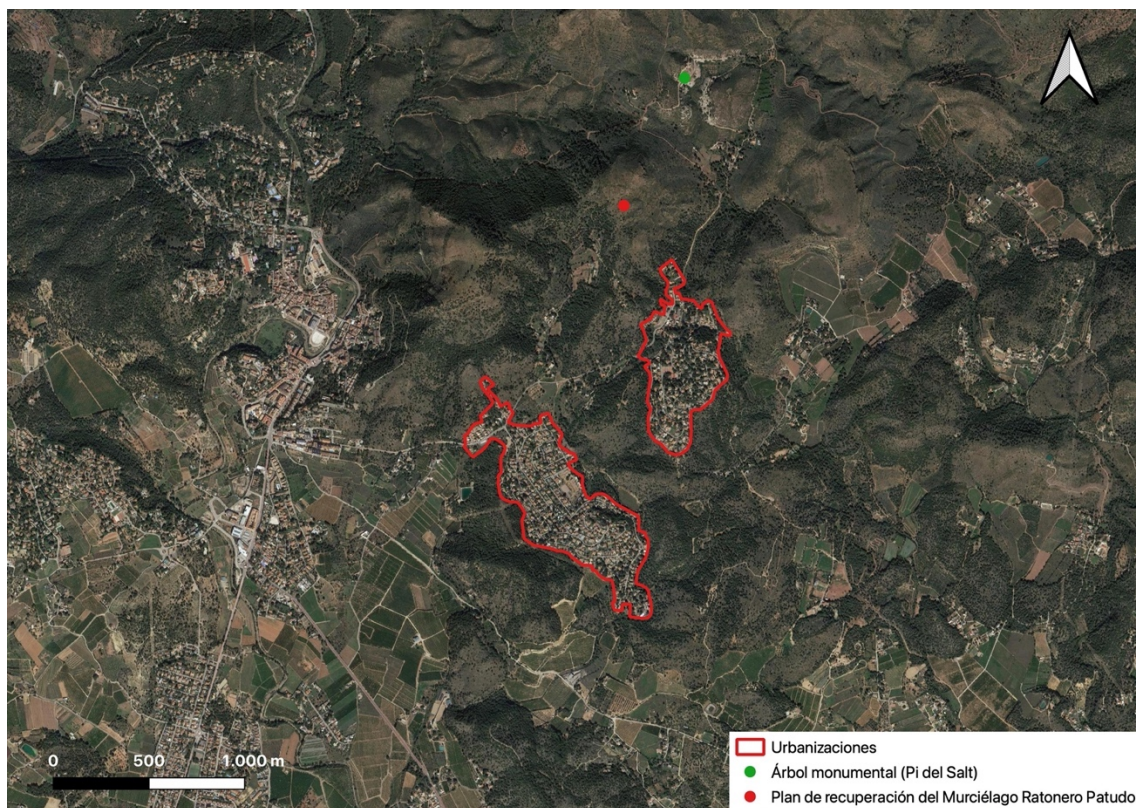 0 500 1.000 m
Urbanizaciones
Árbol monumental (Pi del Salt)
Plan de recuperación del Murciélago Ratonero Patudo